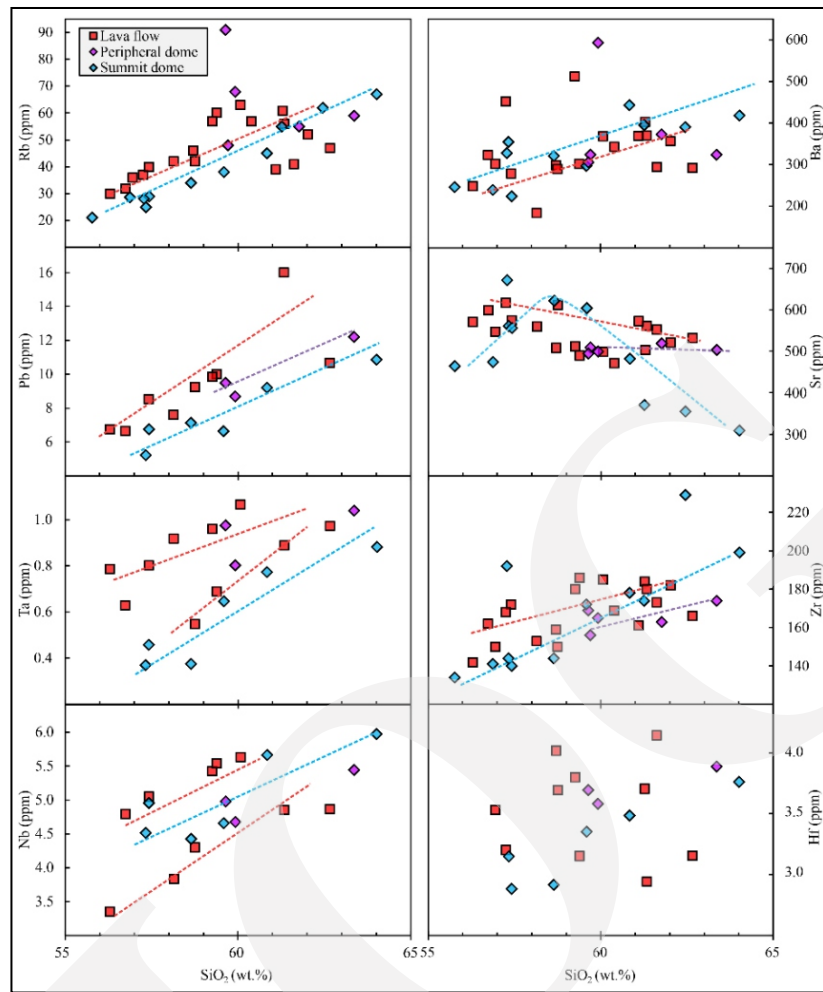 Lava flow
Peripheral dome
Summit dome
90
80
70
60
50
40
30
20
10
Rb (ppm)
600
500
400
300
200
Ba (ppm)
16
14
12
10
8
6
Pb (ppm)
700
600
500
400
300
Sr (ppm)
1.0
0.8
0.6
0.4
Ta (ppm)
220
200
180
160
140
Zr (ppm)
6.0
5.5
5.0
4.5
4.0
3.5
Nb (ppm)
4.0
3.5
3.0
Hf (ppm)
55 60 65
SiO2 (wt.%)
55 60 65
SiO2 (wt.%)